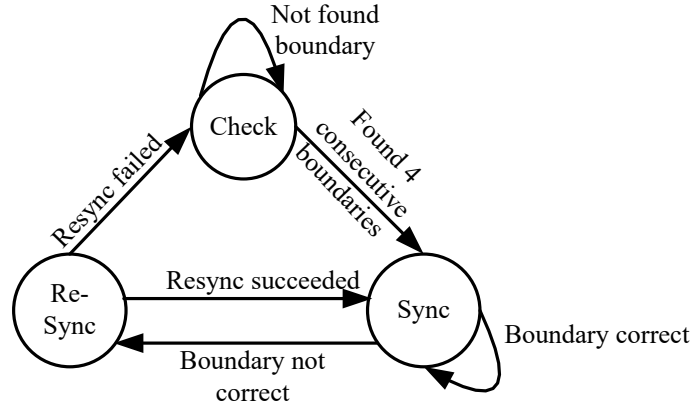 Not found
boundary
Check
Found 4
consecutive
boundaries
Resync failed
Re-
Sync
Resync succeeded
Sync
Boundary correct
Boundary not
correct